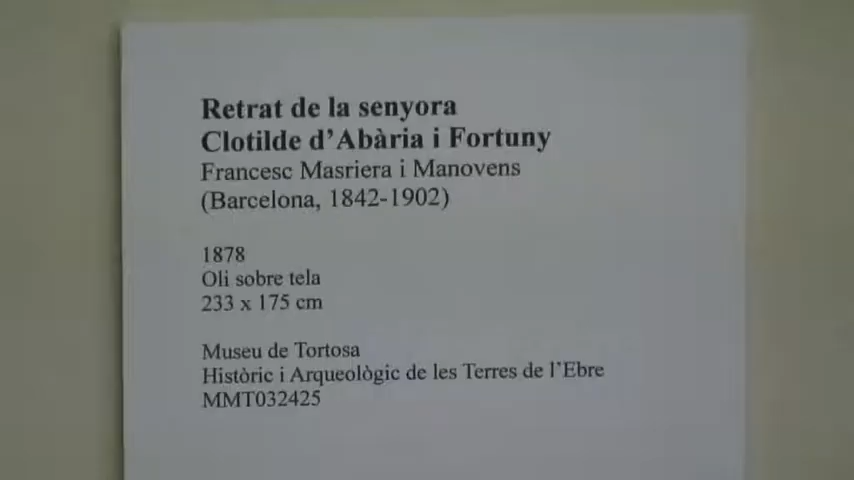 Retrat de la senyora
Clotilde d'Abària i Fortuny
Francesc Masriera i Manovens
(Barcelona, 1842-1902)
1878
Oli sobre tela
233 x 175 cm
Museu de Tortosa
Històric i Arqueològic de les Terres de l'Ebre
MMT032425